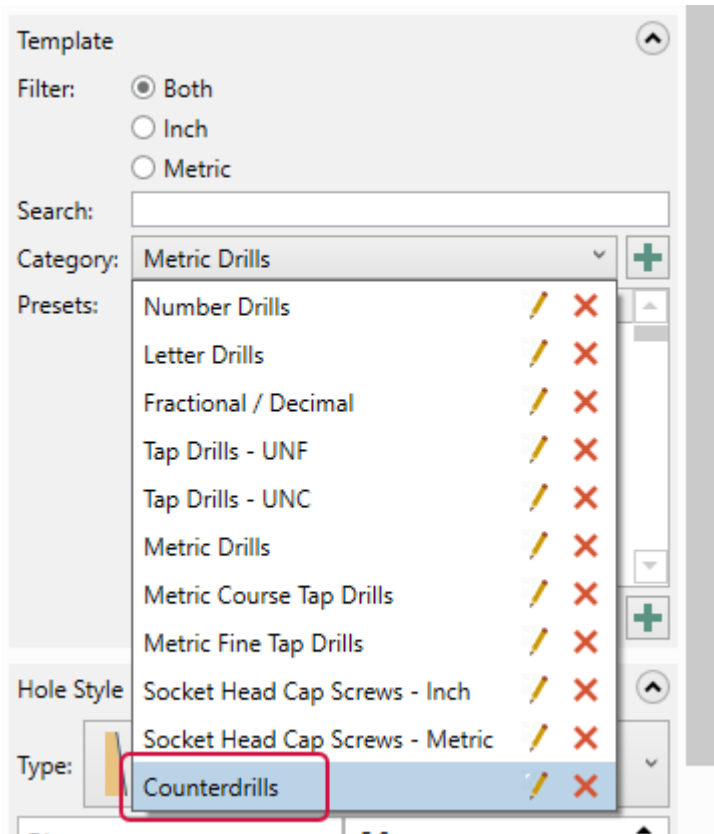 Template
Filter: Both
Inch
Metric
Search:
Category: Metric Drills
Presets: Number Drills
Letter Drills
Fractional / Decimal
Tap Drills - UNF
Tap Drills - UNC
Metric Drills
Metric Course Tap Drills
Metric Fine Tap Drills
Hole Style Socket Head Cap Screws - Inch
Socket Head Cap Screws - Metric
Type:
Counterdrills